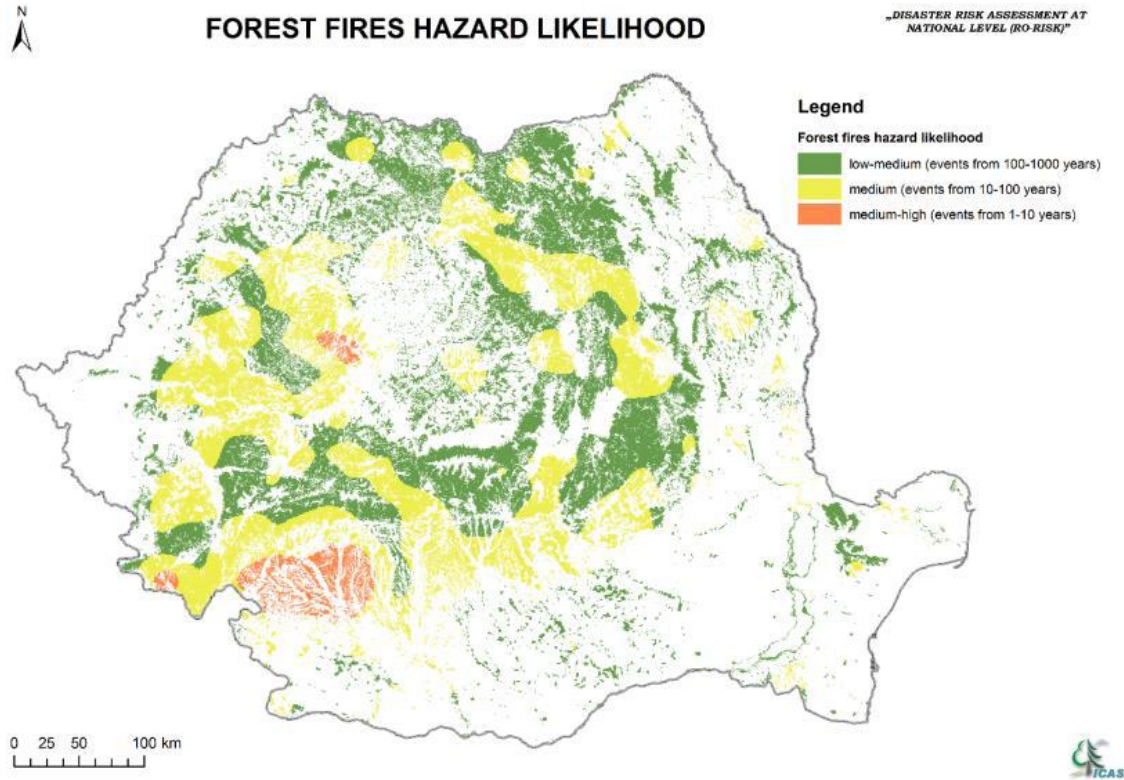 N
FOREST FIRES HAZARD LIKELIHOOD
„DISASTER RISK ASSESSMENT AT
NATIONAL LEVEL (RO-RISK)”
Legend
Forest fires hazard likelihood
low-medium (events from 100-1000 years)
medium (events from 10-100 years)
medium-high (events from 1-10 years)
0 25 50 100 km
ICAS